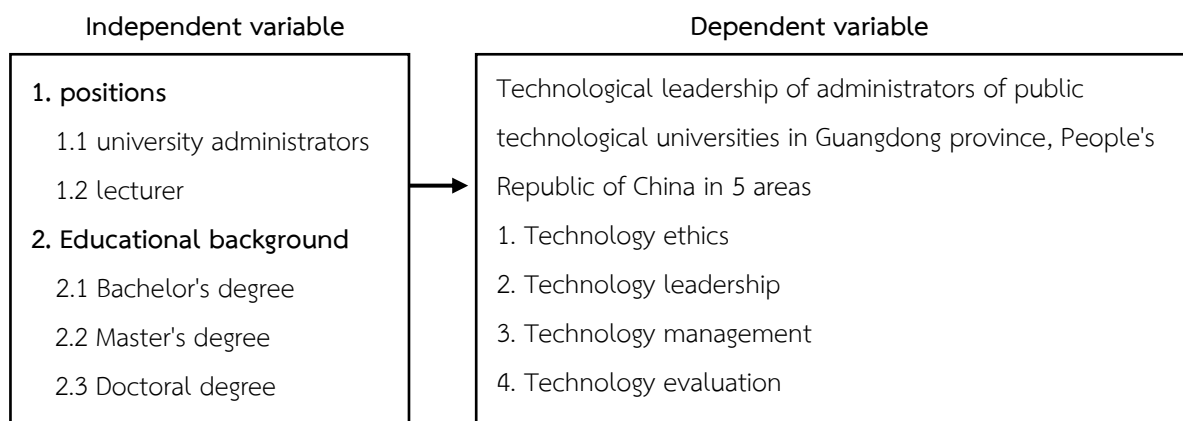 Independent variable
1. positions
1.1 university administrators
1.2 lecturer
2. Educational background
2.1 Bachelor's degree
2.2 Master's degree
2.3 Doctoral degree
Dependent variable
Technological leadership of administrators of public
technological universities in Guangdong province, People's
Republic of China in 5 areas
1. Technology ethics
2. Technology leadership
3. Technology management
4. Technology evaluation